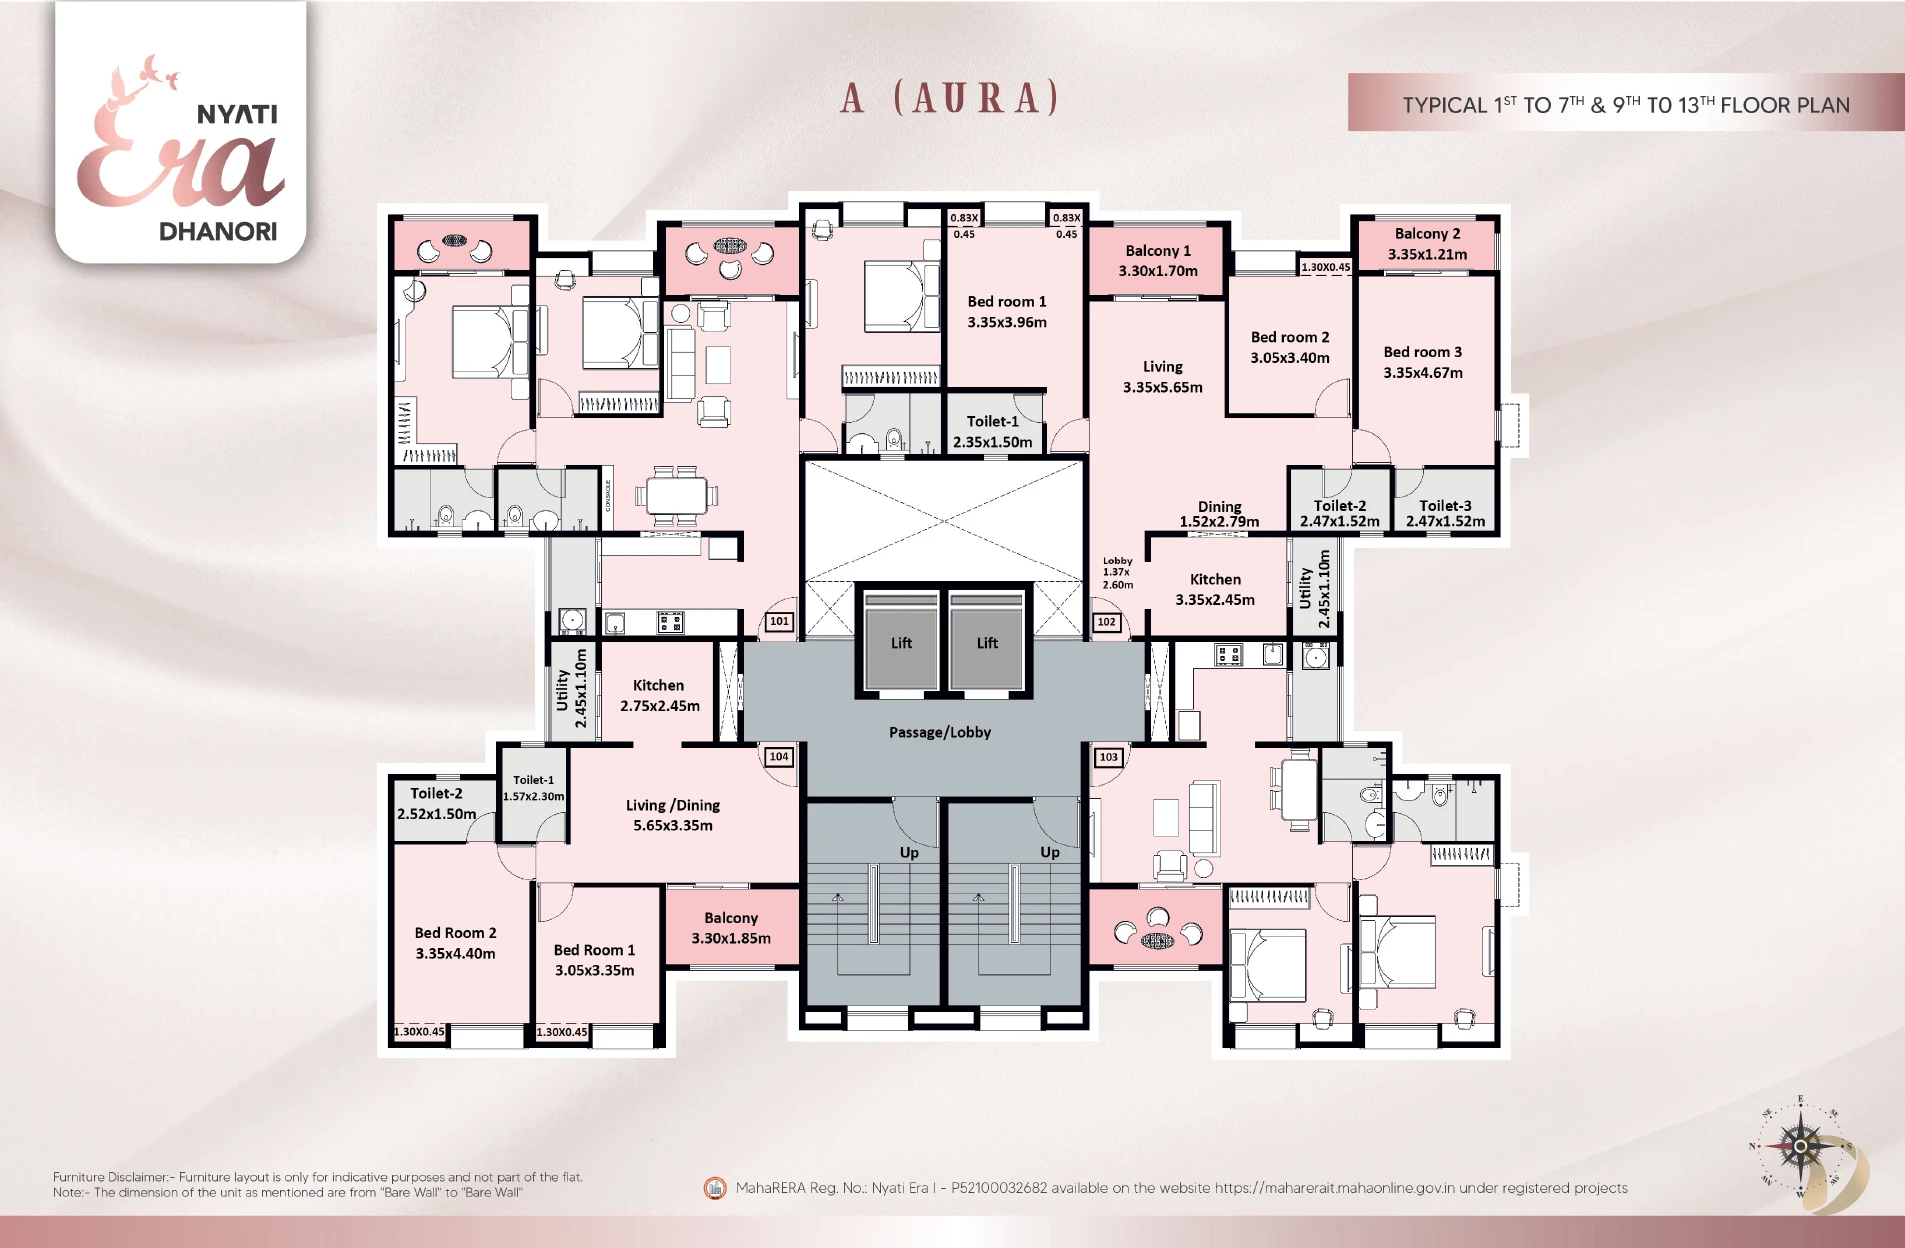 NYATI
Era
DHANORI
A (AURA)
TYPICAL 1ST TO 7TH & 9TH TO 13TH FLOOR PLAN
0.83X
0.45
0.83X
0.45
Balcony 1
3.30x1.70m
Balcony 2
3.35x1.21m
1.30X0.45
Bed room 1
3.35x3.96m
Bed room 2
3.05x3.40m
Bed room 3
3.35x4.67m
Living
3.35x5.65m
Toilet-1
2.35x1.50m
CONSAOLE
Dining
1.52x2.79m
Toilet-2
2.47x1.52m
Toilet-3
2.47x1.52m
Lobby
1.37x
2.60m
Kitchen
3.35x2.45m
Utility
2.45x1.10m
101
102
Lift
Lift
Utility
2.45x1.10m
Kitchen
2.75x2.45m
Passage/Lobby
104
103
Toilet-1
1.57x2.30m
Toilet-2
2.52x1.50m
Living /Dining
5.65x3.35m
Up
Up
Bed Room 2
3.35x4.40m
Bed Room 1
3.05x3.35m
Balcony
3.30x1.85m
1.30X0.45
1.30X0.45
E
NE
SE
N
S
NW
SW
W
Furniture Disclaimer:- Furniture layout is only for indicative purposes and not part of the flat.
Note:- The dimension of the unit as mentioned are from "Bare Wall" to "Bare Wall"
MahaRERA Reg. No.: Nyati Era I - P52100032682 available on the website https://maharerait.mahaonline.gov.in under registered projects